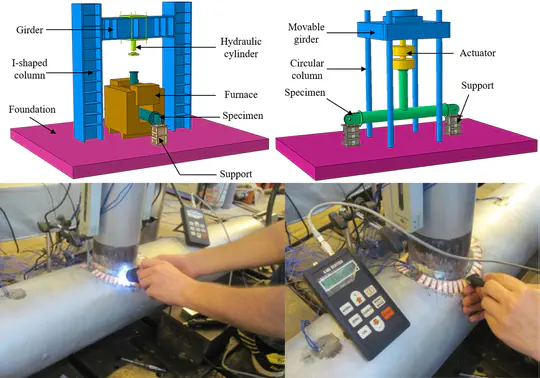 Girder
Hydraulic
cylinder
I-shaped
column
Furnace
Foundation
Specimen
Support
Movable
girder
Actuator
Circular
column
Support
Specimen